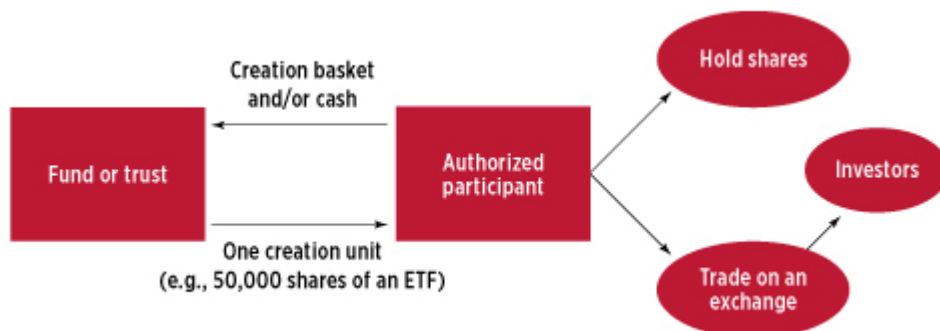 Creation basket
and/or cash
Fund or trust
Authorized
participant
One creation unit
(e.g., 50,000 shares of an ETF)
Hold shares
Investors
Trade on an
exchange